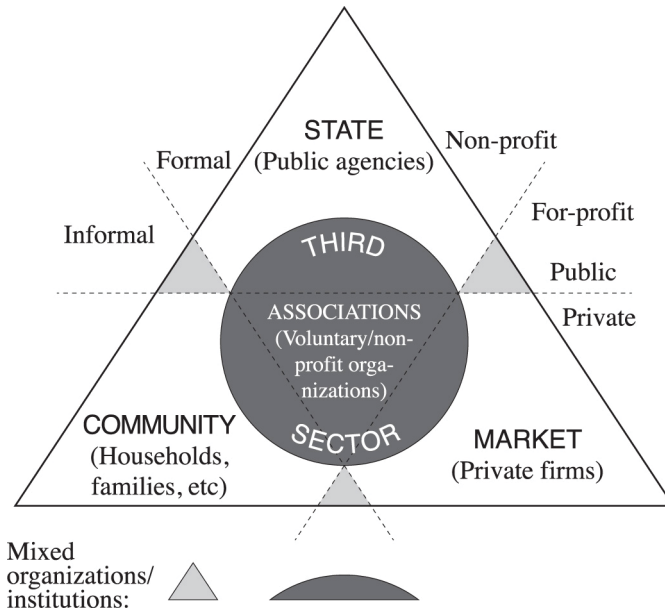 STATE
(Public agencies)
Formal
Non-profit
Informal
For-profit
Public
Private
THIRD
ASSOCIATIONS
(Voluntary/non-
profit orga-
nizations)
SECTOR
COMMUNITY
(Households,
families, etc)
MARKET
(Private firms)
Mixed
organizations/
institutions: